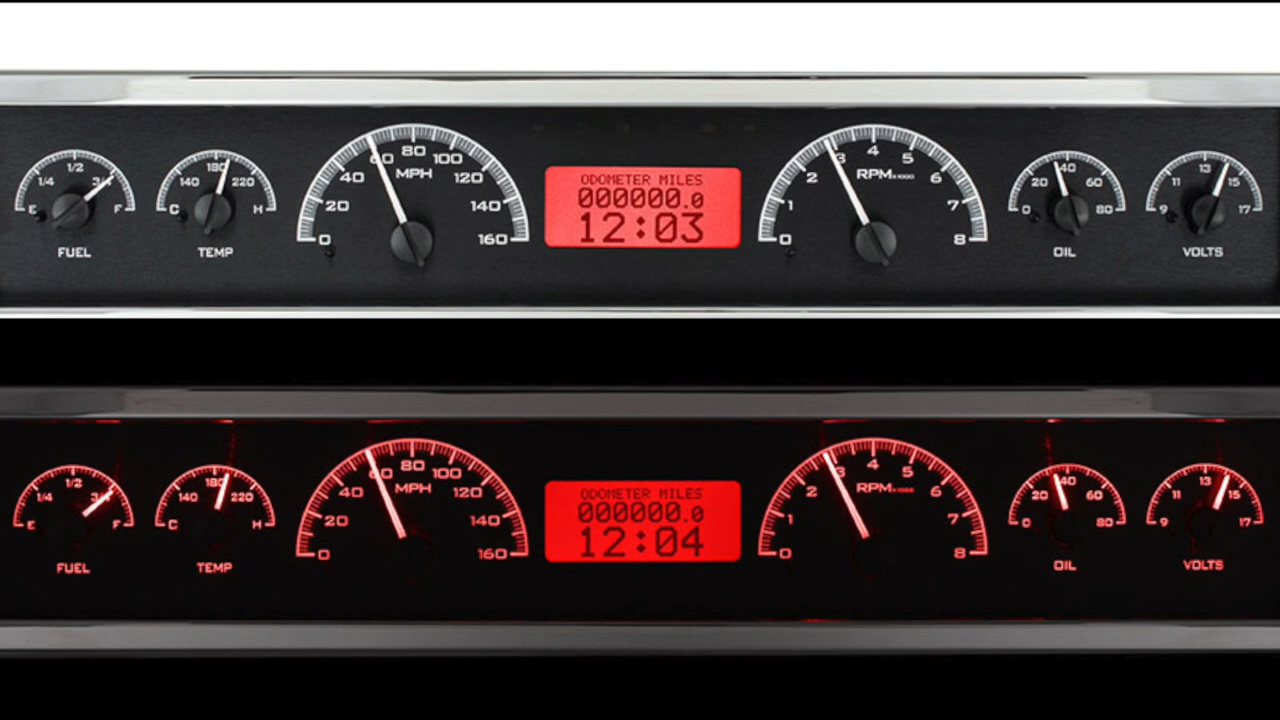 1/4 1/2 3/4
E F
FUEL
140 180 220
C H
TEMP
0 20 40 60 80 100 120 140 160
MPH
ODOMETER MILES
000000.0
12:03
0 1 2 3 4 5 6 7 8
RPM x1000
0 20 40 60 80
OIL
9 11 13 15 17
VOLTS
1/4 1/2 3/4
E F
FUEL
140 180 220
C H
TEMP
0 20 40 60 80 100 120 140 160
MPH
ODOMETER MILES
000000.0
12:04
0 1 2 3 4 5 6 7 8
RPM x1000
0 20 40 60 80
OIL
9 11 13 15 17
VOLTS